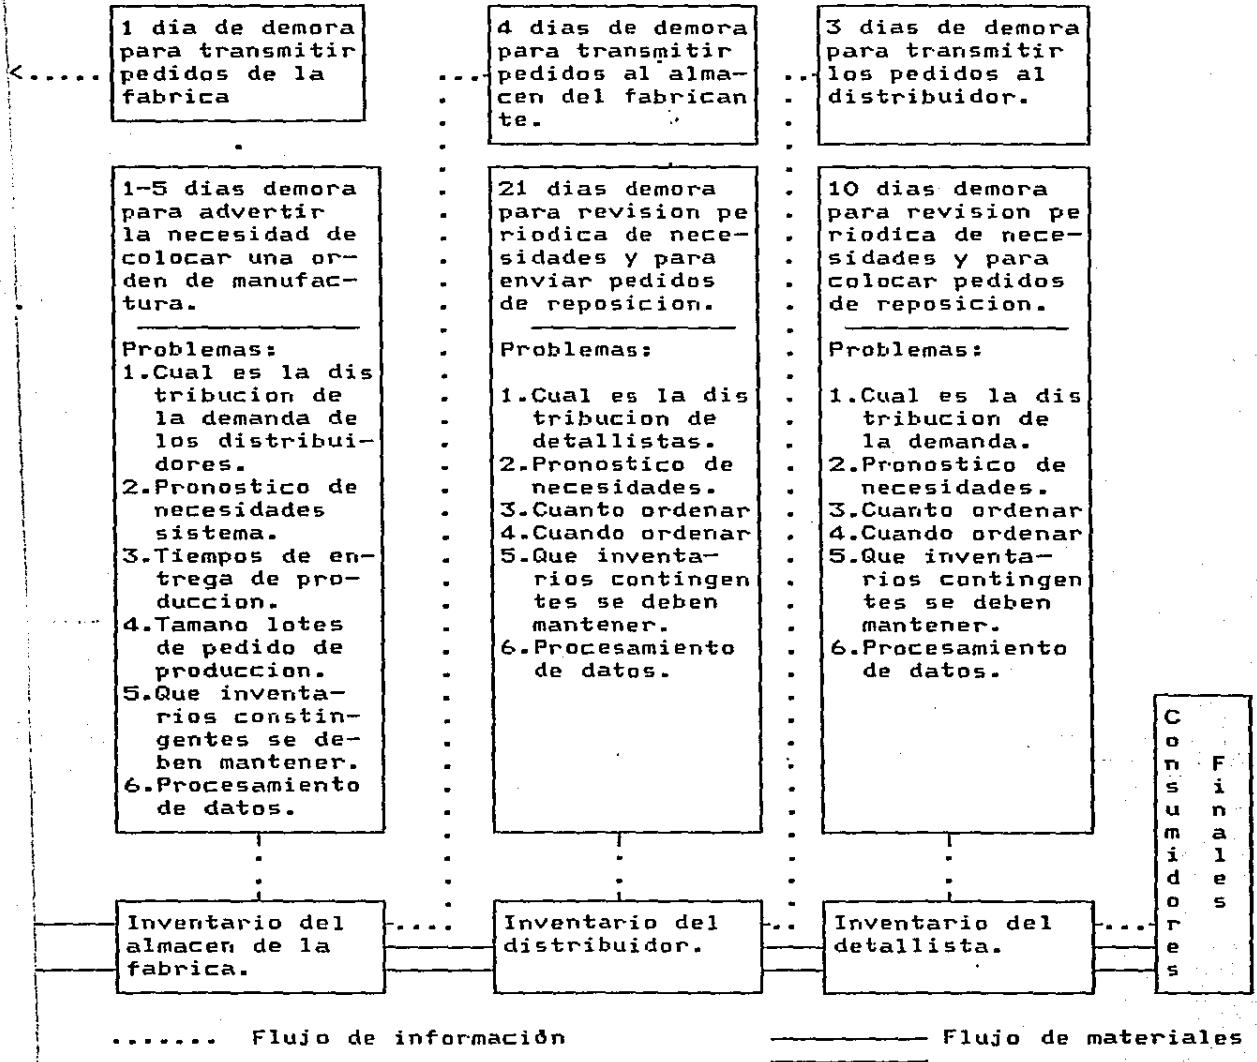 1 dia de demora
para transmitir
pedidos de la
fabrica
4 dias de demora
para transmitir
pedidos al alma-
cen del fabrican
te.
3 dias de demora
para transmitir
los pedidos al
distribuidor.
1-5 dias demora
para advertir
la necesidad de
colocar una or-
den de manufac-
tura.
Problemas:
1.Cual es la dis
tribucion de
la demanda de
los distribui-
dores.
2.Pronostico de
necesidades
sistema.
3.Tiempos de en-
trega de pro-
duccion.
4.Tamano lotes
de pedido de
produccion.
5.Que inventa-
rios constin-
gentes se de-
ben mantener.
6.Procesamiento
de datos.
21 dias demora
para revision pe
riodica de nece-
sidades y para
enviar pedidos
de reposicion.
Problemas:
1.Cual es la dis
tribucion de
detallistas.
2.Pronostico de
necesidades.
3.Cuanto ordenar
4.Cuando ordenar
5.Que inventa-
rios contingen
tes se deben
mantener.
6.Procesamiento
de datos.
10 dias demora
para revision pe
riodica de nece-
sidades y para
colocar pedidos
de reposicion.
Problemas:
1.Cual es la dis
tribucion de
la demanda.
2.Pronostico de
necesidades.
3.Cuanto ordenar
4.Cuando ordenar
5.Que inventa-
rios contingen
tes se deben
mantener.
6.Procesamiento
de datos.
Inventario del
almacen de la
fabrica.
Inventario del
distribuidor.
Inventario del
detallista.
Consumidores
Finales
....... Flujo de información
Flujo de materiales